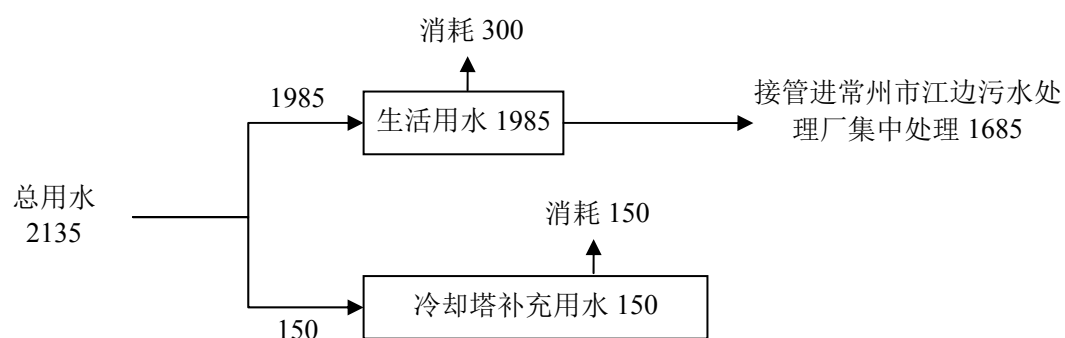 消耗 300
1985
生活用水 1985
接管进常州市江边污水处
理厂集中处理 1685
总用水
2135
消耗 150
冷却塔补充用水 150
150